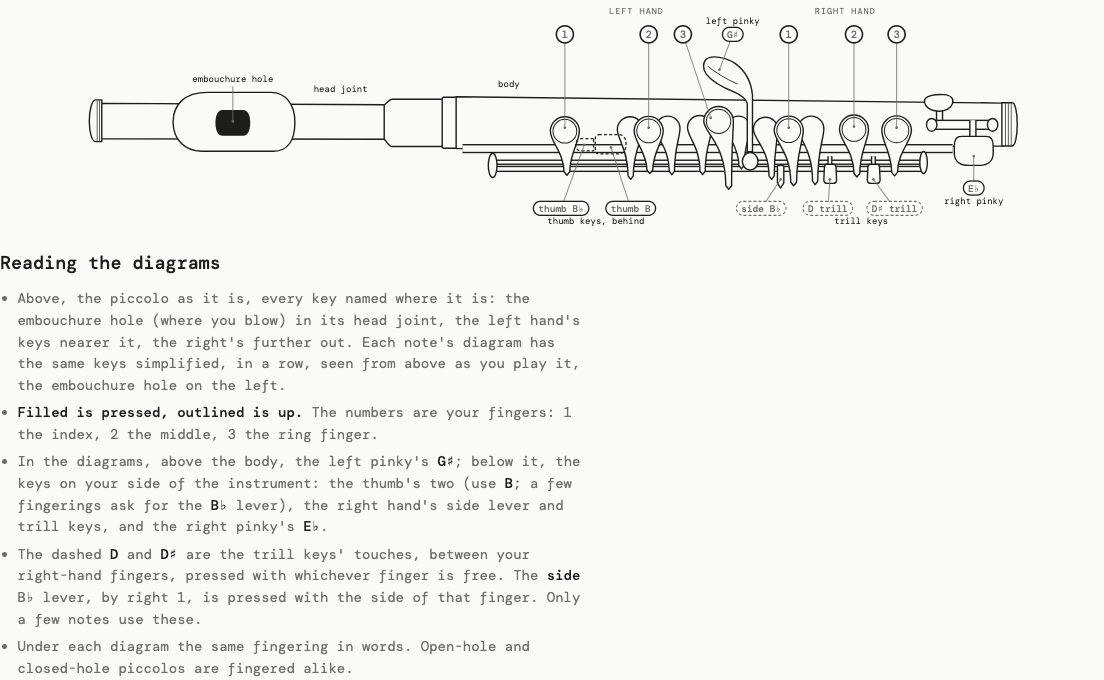 LEFT HAND
RIGHT HAND
left pinky
1
2
3
G♯
1
2
3
embouchure hole
head joint
body
thumb B♭
thumb B
side B♭
D trill
D♯ trill
E♭
thumb keys, behind
trill keys
right pinky
Reading the diagrams
• Above, the piccolo as it is, every key named where it is: the
embouchure hole (where you blow) in its head joint, the left hand's
keys nearer it, the right's further out. Each note's diagram has
the same keys simplified, in a row, seen from above as you play it,
the embouchure hole on the left.
• Filled is pressed, outlined is up. The numbers are your fingers: 1
the index, 2 the middle, 3 the ring finger.
• In the diagrams, above the body, the left pinky's G♯; below it, the
keys on your side of the instrument: the thumb's two (use B; a few
fingerings ask for the B♭ lever), the right hand's side lever and
trill keys, and the right pinky's E♭.
• The dashed D and D♯ are the trill keys' touches, between your
right-hand fingers, pressed with whichever finger is free. The side
B♭ lever, by right 1, is pressed with the side of that finger. Only
a few notes use these.
• Under each diagram the same fingering in words. Open-hole and
closed-hole piccolos are fingered alike.